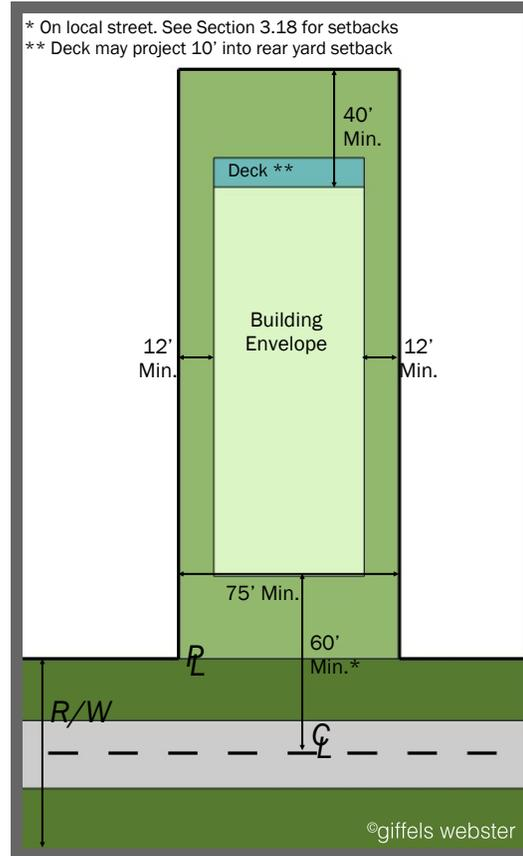 * On local street. See Section 3.18 for setbacks
** Deck may project 10’ into rear yard setback
40’
Min.
Deck **
Building
Envelope
12’
Min.
12’
Min.
75’ Min.
60’
Min.*
PL
R/W
CL
©giffels webster